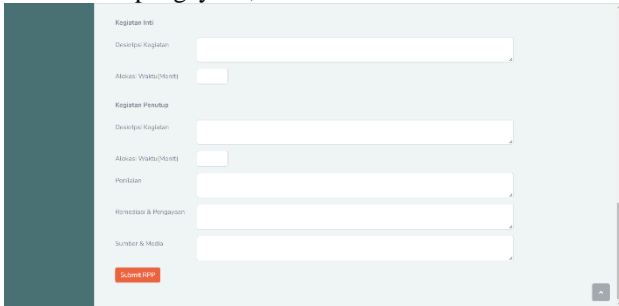 Kegiatan Inti
Deskripsi Kegiatan
Alokasi Waktu(Menit)
Kegiatan Penutup
Deskripsi Kegiatan
Alokasi Waktu(Menit)
Penilaian
Remediasi & Pengayaan
Sumber & Media
Submit RPP